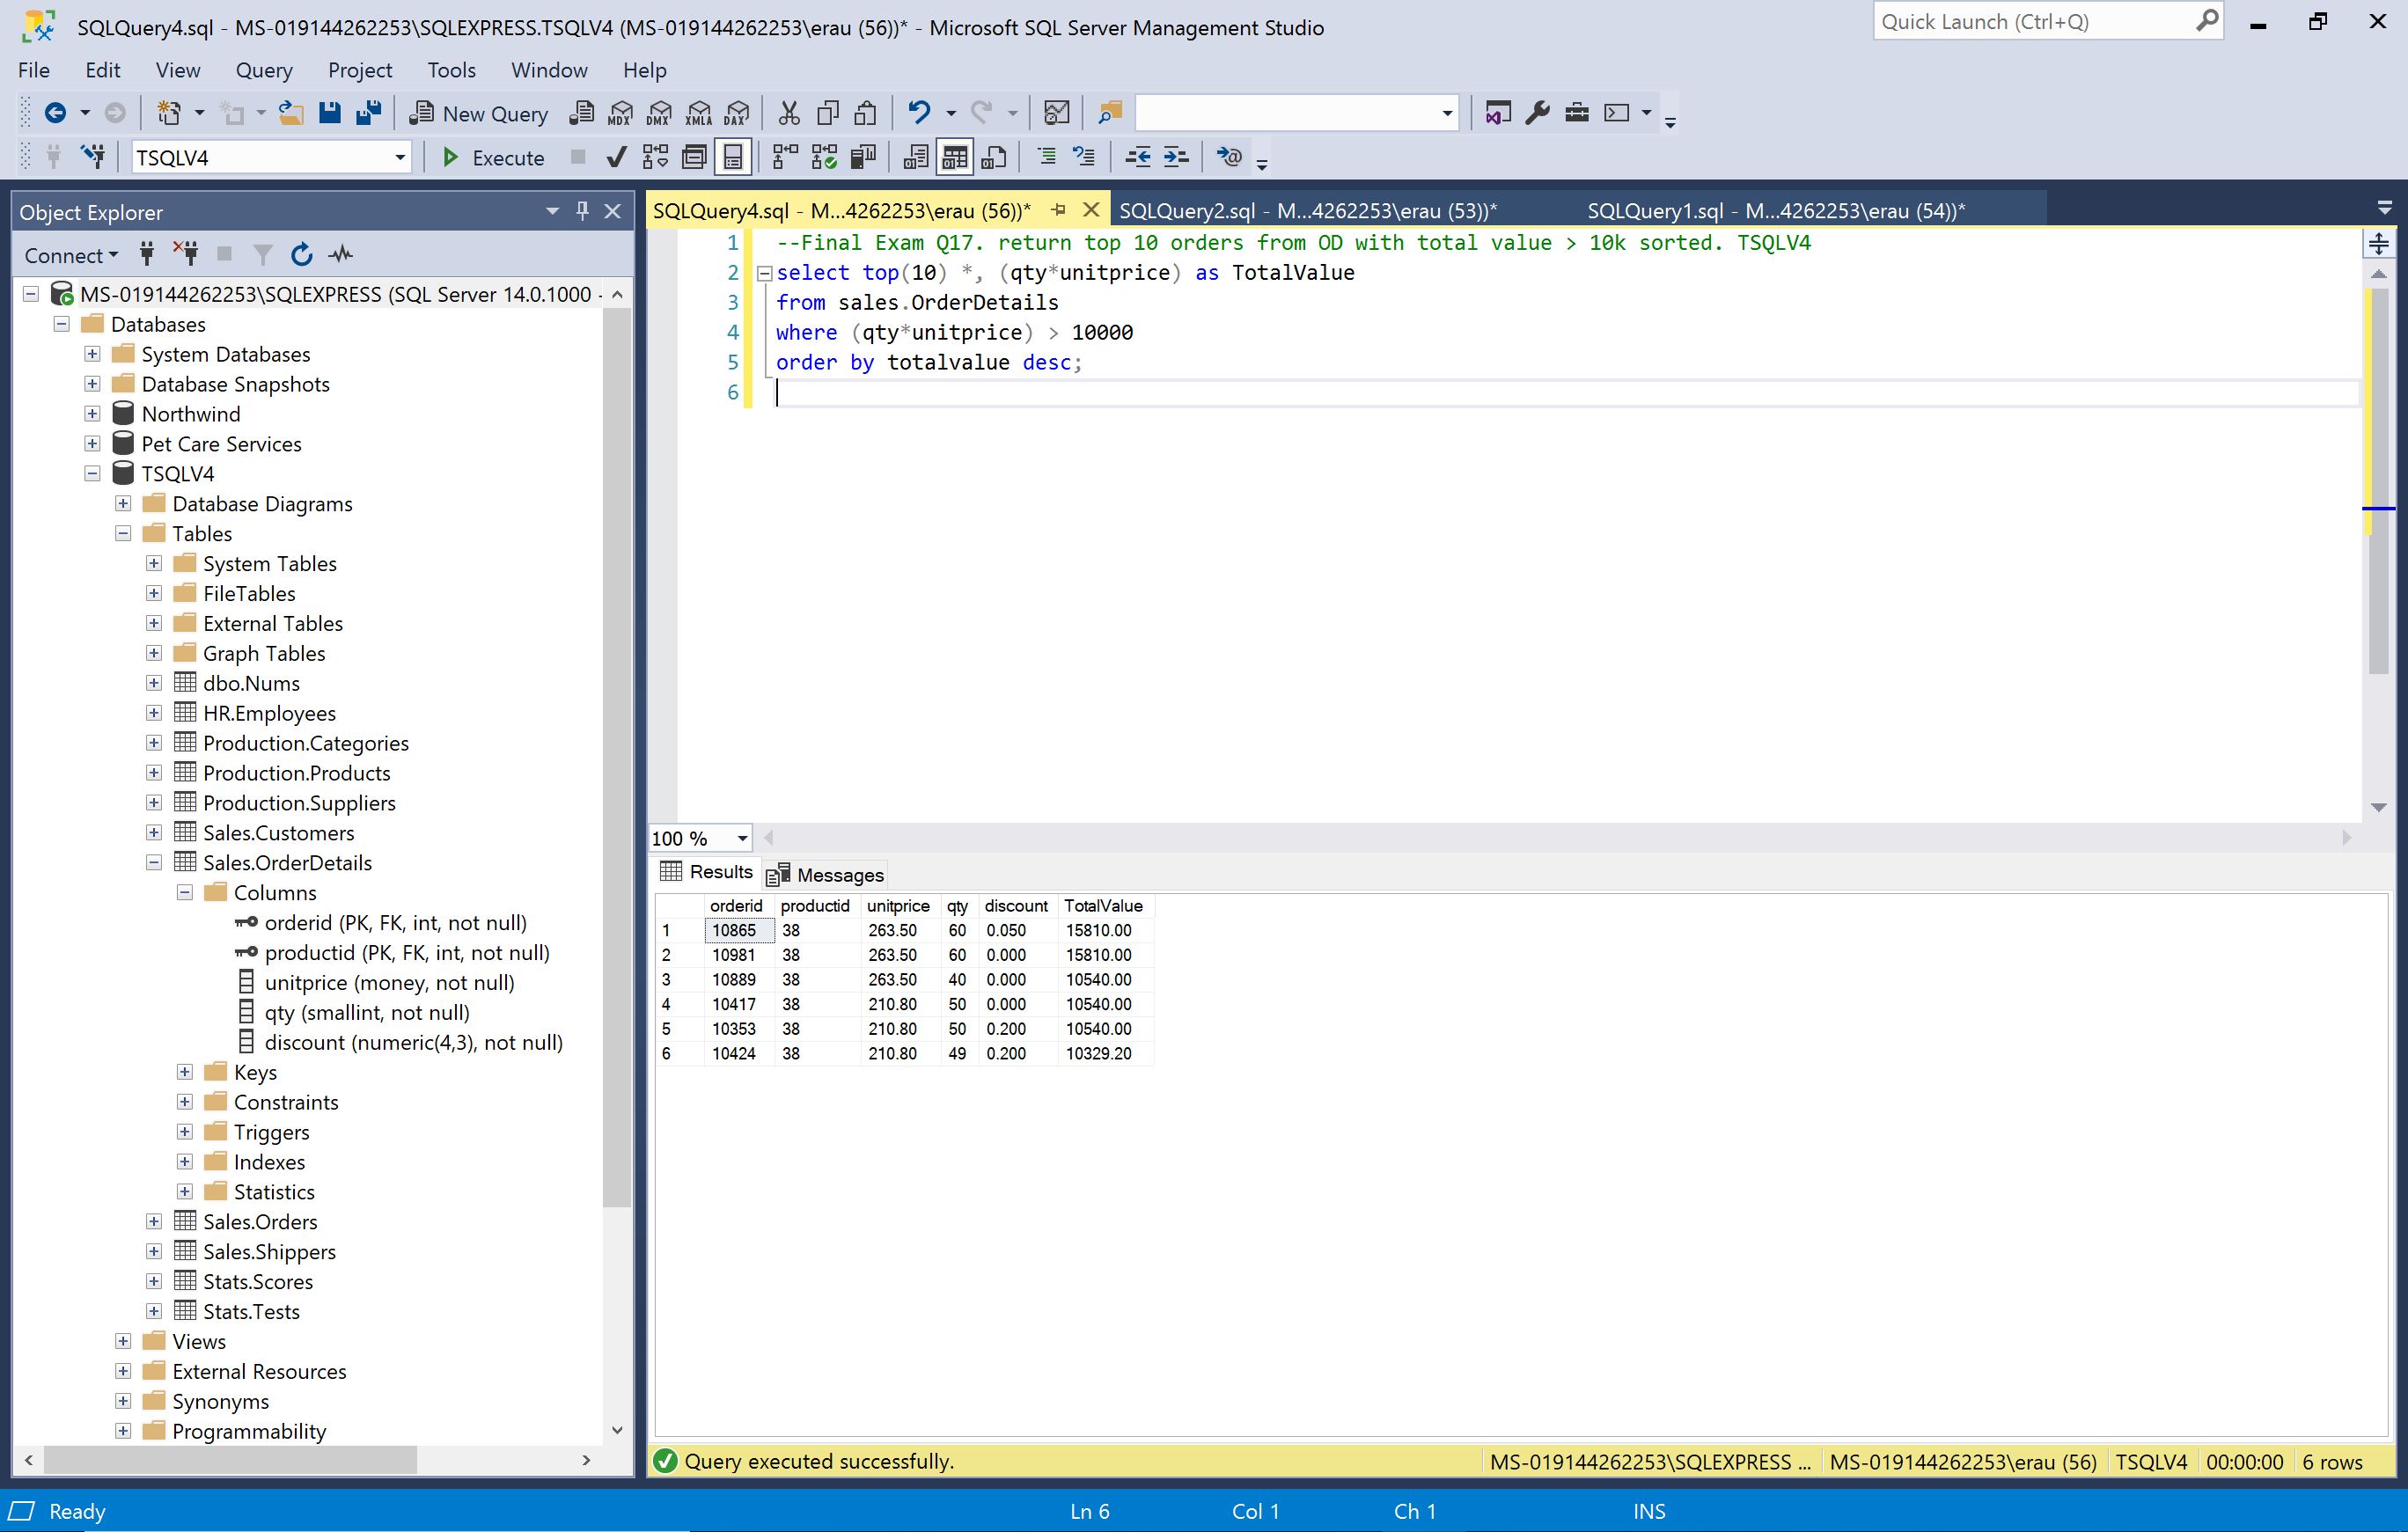 SQLQuery4.sql - MS-019144262253\SQLEXPRESS.TSQLV4 (MS-019144262253\erau (56))* - Microsoft SQL Server Management Studio
Quick Launch (Ctrl+Q)
File Edit View Query Project Tools Window Help
New Query MDX DMX XMLA DAX
TSQLV4 Execute
Object Explorer
Connect
MS-019144262253\SQLEXPRESS (SQL Server 14.0.1000 -
Databases
System Databases
Database Snapshots
Northwind
Pet Care Services
TSQLV4
Database Diagrams
Tables
System Tables
FileTables
External Tables
Graph Tables
dbo.Nums
HR.Employees
Production.Categories
Production.Products
Production.Suppliers
Sales.Customers
Sales.OrderDetails
Columns
orderid (PK, FK, int, not null)
productid (PK, FK, int, not null)
unitprice (money, not null)
qty (smallint, not null)
discount (numeric(4,3), not null)
Keys
Constraints
Triggers
Indexes
Statistics
Sales.Orders
Sales.Shippers
Stats.Scores
Stats.Tests
Views
External Resources
Synonyms
Programmability
SQLQuery4.sql - M...4262253\erau (56))* SQLQuery2.sql - M...4262253\erau (53))* SQLQuery1.sql - M...4262253\erau (54))*
1 --Final Exam Q17. return top 10 orders from OD with total value > 10k sorted. TSQLV4
2 select top(10) *, (qty*unitprice) as TotalValue
3 from sales.OrderDetails
4 where (qty*unitprice) > 10000
5 order by totalvalue desc;
6
100 %
Results Messages
orderid productid unitprice qty discount TotalValue
1 10865 38 263.50 60 0.050 15810.00
2 10981 38 263.50 60 0.000 15810.00
3 10889 38 263.50 40 0.000 10540.00
4 10417 38 210.80 50 0.000 10540.00
5 10353 38 210.80 50 0.200 10540.00
6 10424 38 210.80 49 0.200 10329.20
Query executed successfully. MS-019144262253\SQLEXPRESS ... MS-019144262253\erau (56) TSQLV4 00:00:00 6 rows
Ready Ln 6 Col 1 Ch 1 INS